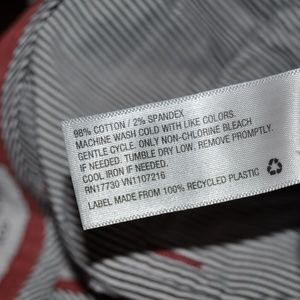 98% COTTON / 2% SPANDEX
MACHINE WASH COLD WITH LIKE COLORS.
GENTLE CYCLE. ONLY NON-CHLORINE BLEACH
IF NEEDED. TUMBLE DRY LOW. REMOVE PROMPTLY.
COOL IRON IF NEEDED.
RN17730 VN1107216
LABEL MADE FROM 100% RECYCLED PLASTIC